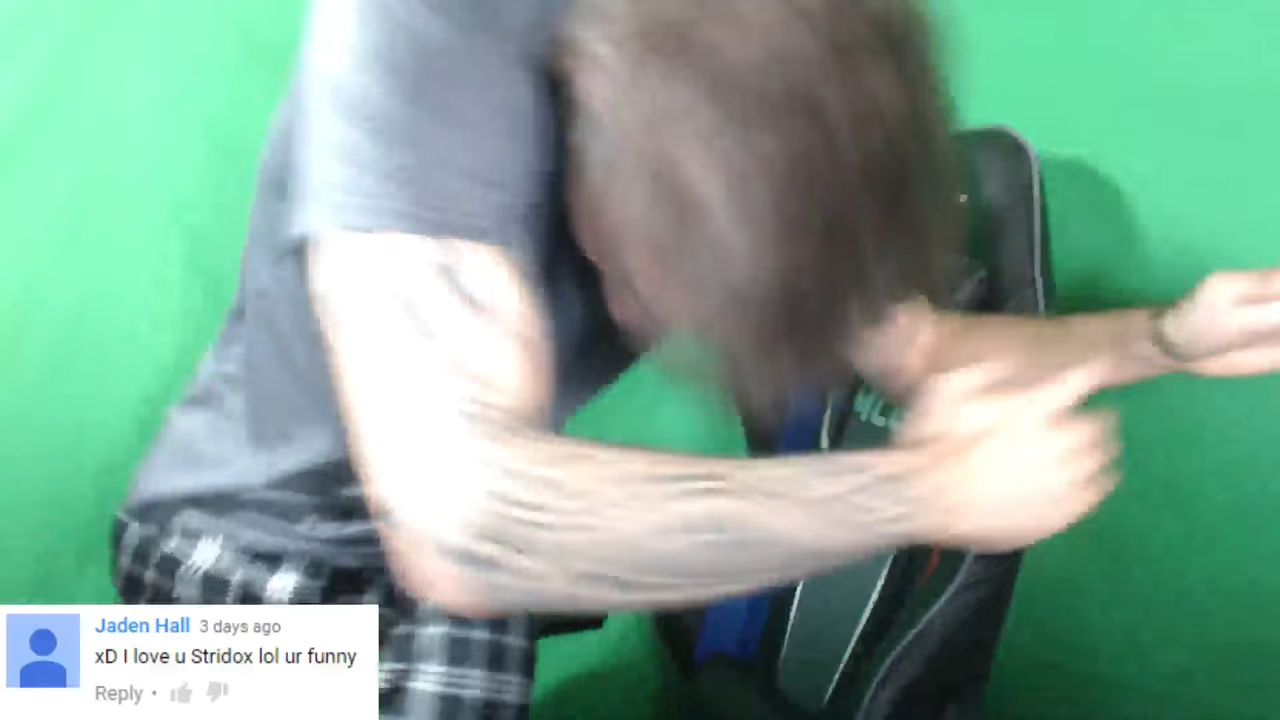 Jaden Hall 3 days ago
xD I love u Stridox lol ur funny
Reply •